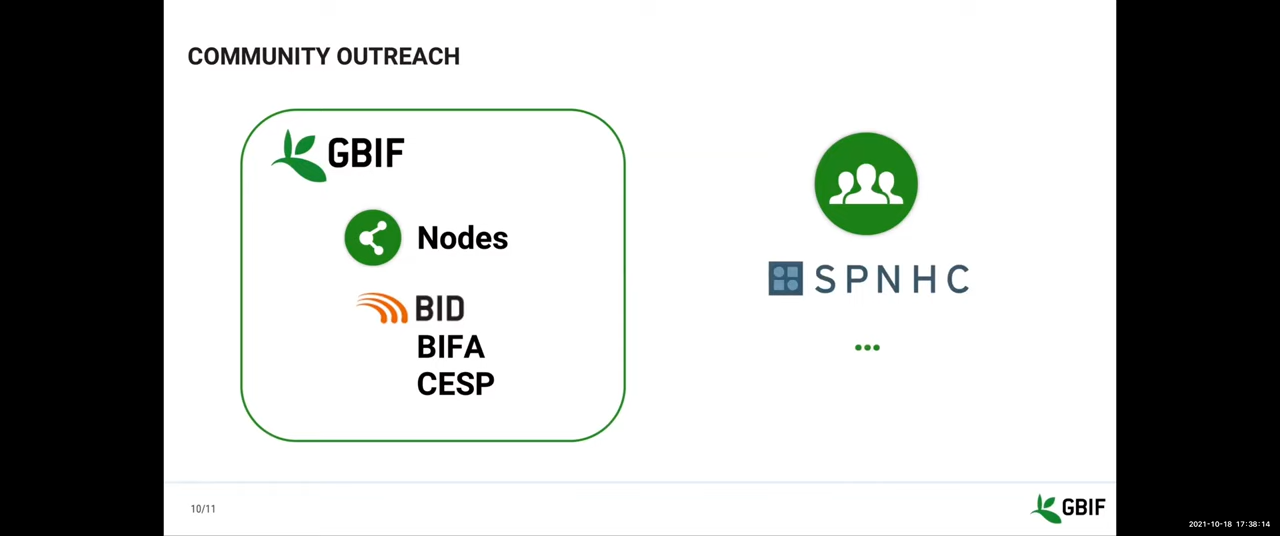 COMMUNITY OUTREACH
GBIF
Nodes
BID
BIFA
CESP
SPNHC
...
10/11
GBIF
2021-10-18 17:38:14